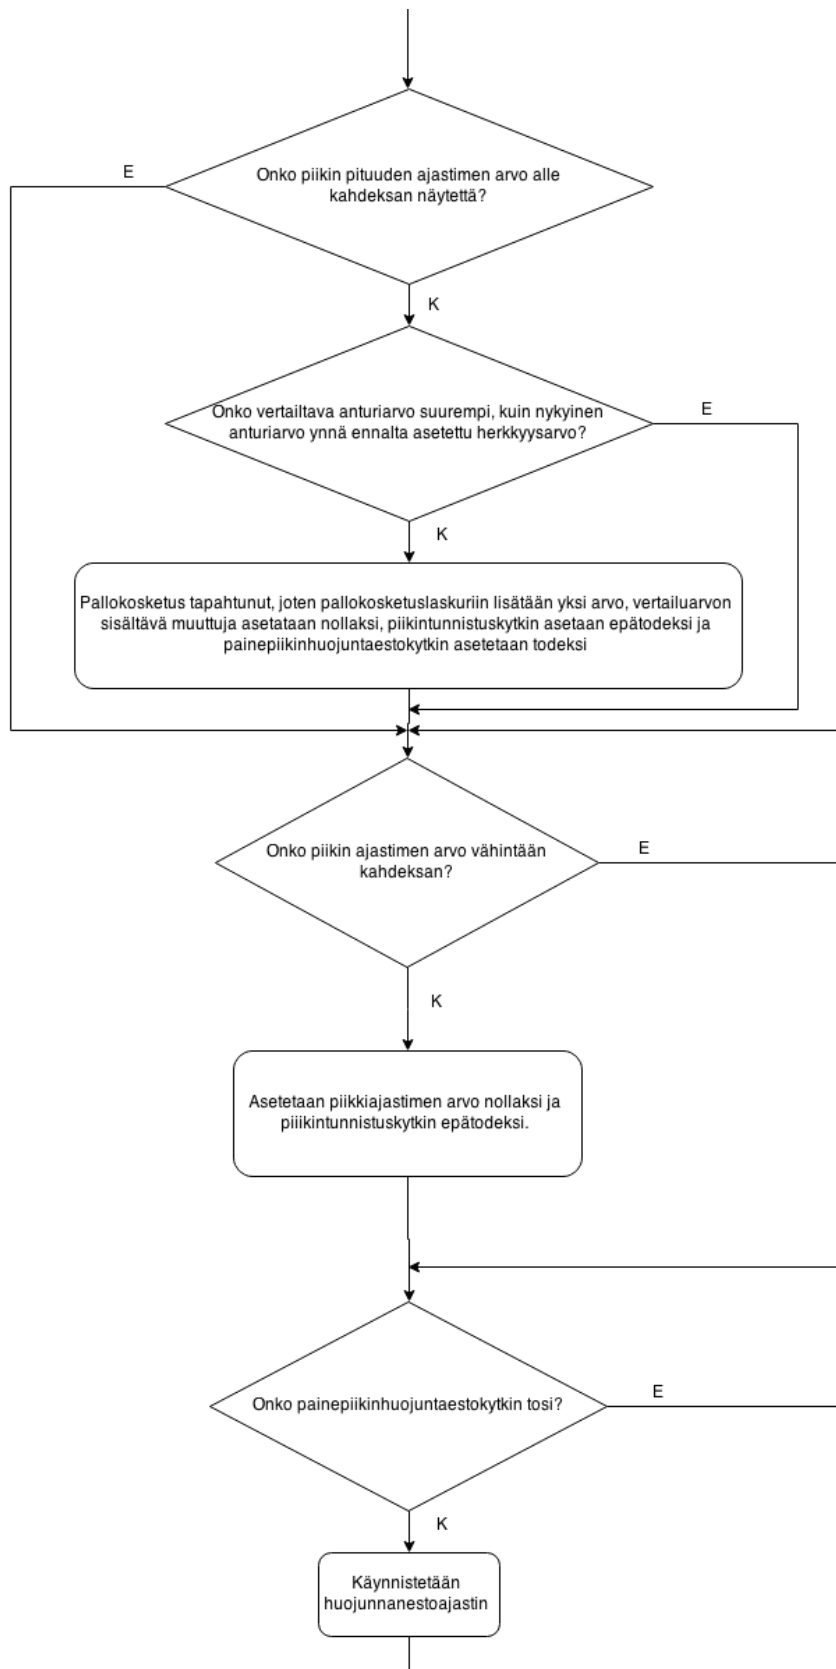 E
Onko piikin pituuden ajastimen arvo alle
kahdeksan näytettä?
K
Onko vertailtava anturiarvo suurempi, kuin nykyinen
anturiarvo ynnä ennalta asetettu herkkyysarvo?
E
K
Pallokosketus tapahtunut, joten pallokosketuslaskuriin lisätään yksi arvo, vertailuarvon
sisältävä muuttuja asetataan nollaksi, piikintunnistuskytkin asetaan epätodeksi ja
painepiikinhuojuntaestokytkin asetetaan todeksi
Onko piikin ajastimen arvo vähintään
kahdeksan?
E
K
Asetetaan piikkiajastimen arvo nollaksi ja
piiikintunnistuskytkin epätodeksi.
Onko painepiikinhuojuntaestokytkin tosi?
E
K
Käynnistetään
huojunnanestoajastin